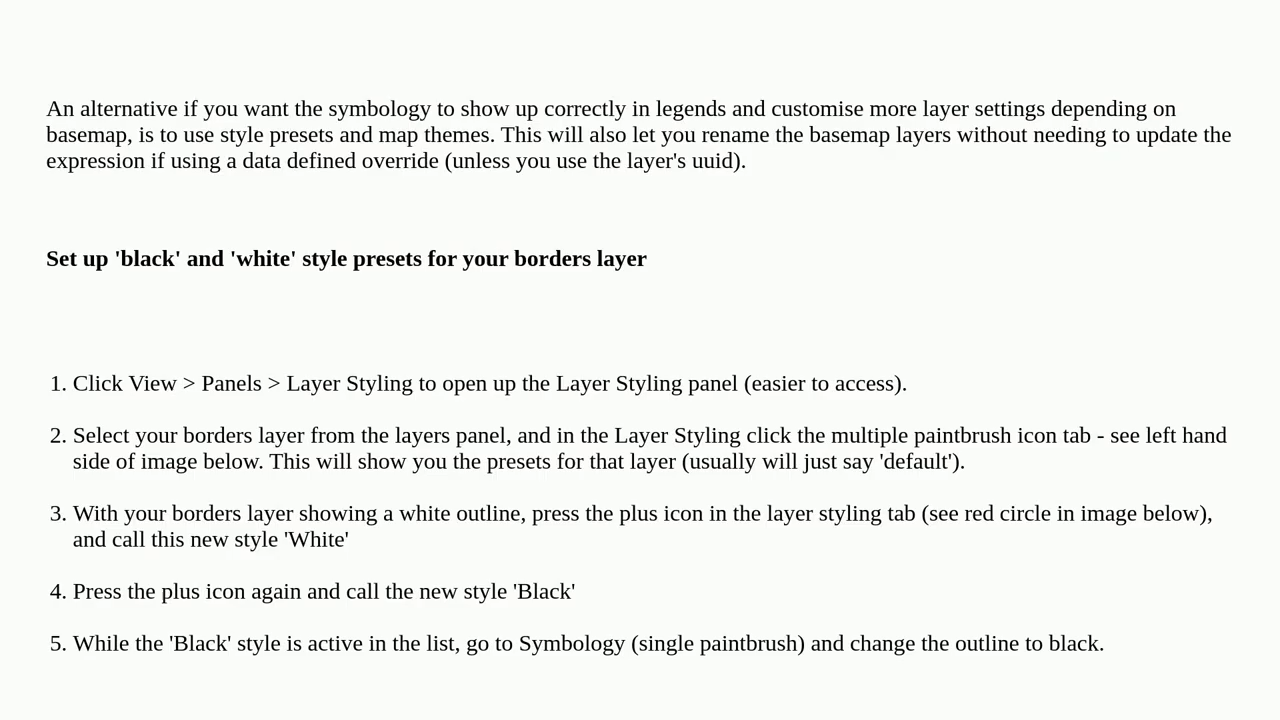 An alternative if you want the symbology to show up correctly in legends and customise more layer settings depending on
basemap, is to use style presets and map themes. This will also let you rename the basemap layers without needing to update the
expression if using a data defined override (unless you use the layer's uuid).
Set up 'black' and 'white' style presets for your borders layer
1. Click View > Panels > Layer Styling to open up the Layer Styling panel (easier to access).
2. Select your borders layer from the layers panel, and in the Layer Styling click the multiple paintbrush icon tab - see left hand
side of image below. This will show you the presets for that layer (usually will just say 'default').
3. With your borders layer showing a white outline, press the plus icon in the layer styling tab (see red circle in image below),
and call this new style 'White'
4. Press the plus icon again and call the new style 'Black'
5. While the 'Black' style is active in the list, go to Symbology (single paintbrush) and change the outline to black.